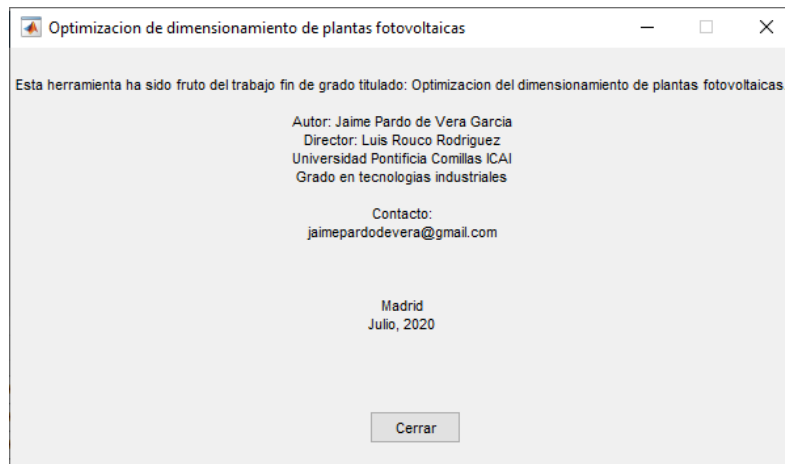 Optimizacion de dimensionamiento de plantas fotovoltaicas
Esta herramienta ha sido fruto del trabajo fin de grado titulado: Optimizacion del dimensionamiento de plantas fotovoltaicas.
Autor: Jaime Pardo de Vera Garcia
Director: Luis Rouco Rodriguez
Universidad Pontificia Comillas ICAI
Grado en tecnologias industriales
Contacto:
jaimepardodevera@gmail.com
Madrid
Julio, 2020
Cerrar